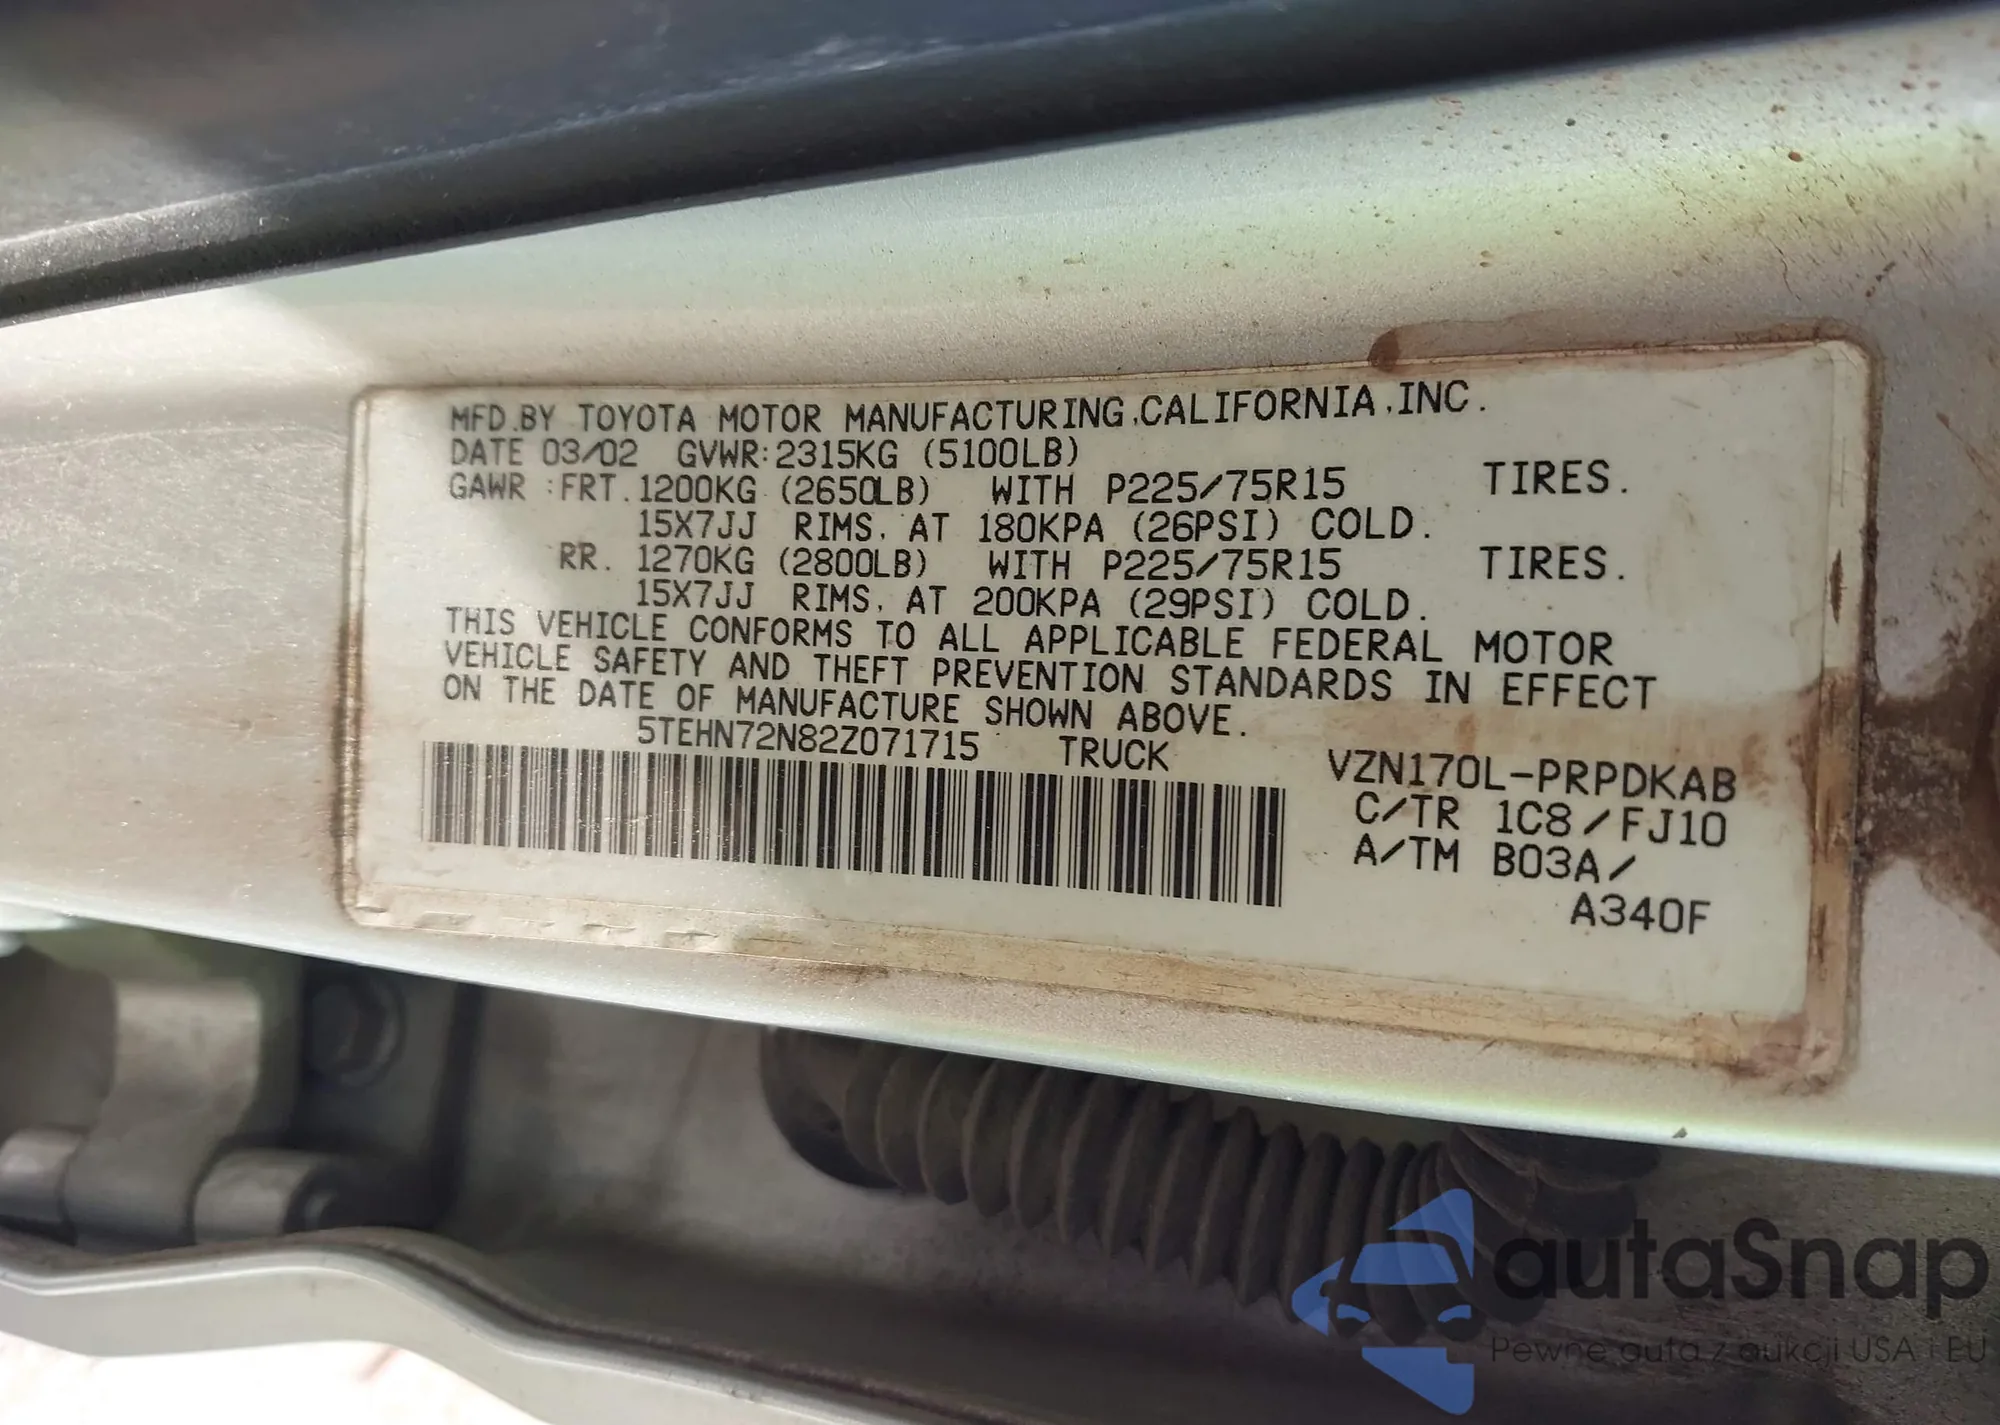 MFD.BY TOYOTA MOTOR MANUFACTURING,CALIFORNIA,INC.
DATE 03/02 GVWR:2315KG (5100LB)
GAWR :FRT.1200KG (2650LB) WITH P225/75R15 TIRES.
15X7JJ RIMS, AT 180KPA (26PSI) COLD.
RR. 1270KG (2800LB) WITH P225/75R15 TIRES.
15X7JJ RIMS, AT 200KPA (29PSI) COLD.
THIS VEHICLE CONFORMS TO ALL APPLICABLE FEDERAL MOTOR
VEHICLE SAFETY AND THEFT PREVENTION STANDARDS IN EFFECT
ON THE DATE OF MANUFACTURE SHOWN ABOVE.
5TEHN72N82Z071715 TRUCK VZN170L-PRPDKAB
C/TR 1C8/FJ10
A/TM B03A/
A340F
autaSnap
Pewne auta z aukcji USA i EU